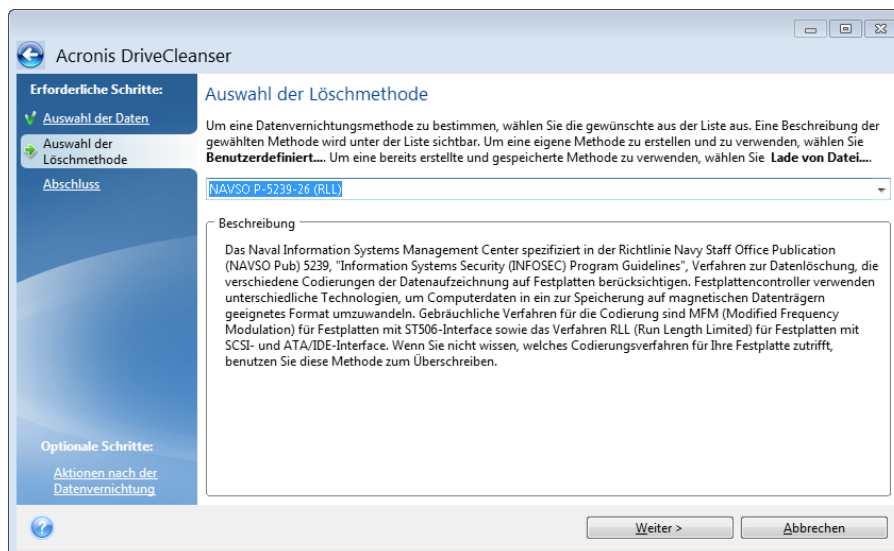 Acronis DriveCleanser
Erforderliche Schritte:
Auswahl der Daten
Auswahl der
Löschmethode
Abschluss
Optionale Schritte:
Aktionen nach der
Datenvernichtung
Auswahl der Löschmethode
Um eine Datenvernichtungsmethode zu bestimmen, wählen Sie die gewünschte aus der Liste aus. Eine Beschreibung der
gewählten Methode wird unter der Liste sichtbar. Um eine eigene Methode zu erstellen und zu verwenden, wählen Sie
Benutzerdefiniert.... Um eine bereits erstellte und gespeicherte Methode zu verwenden, wählen Sie Lade von Datei....
NAVSO P-5239-26 (RLL)
Beschreibung
Das Naval Information Systems Management Center spezifiziert in der Richtlinie Navy Staff Office Publication
(NAVSO Pub) 5239, "Information Systems Security (INFOSEC) Program Guidelines", Verfahren zur Datenlöschung, die
verschiedene Codierungen der Datenaufzeichnung auf Festplatten berücksichtigen. Festplattencontroller verwenden
unterschiedliche Technologien, um Computerdaten in ein zur Speicherung auf magnetischen Datenträgern
geeignetes Format umzuwandeln. Gebräuchliche Verfahren für die Codierung sind MFM (Modified Frequency
Modulation) für Festplatten mit ST506-Interface sowie das Verfahren RLL (Run Length Limited) für Festplatten mit
SCSI- und ATA/IDE-Interface. Wenn Sie nicht wissen, welches Codierungsverfahren für Ihre Festplatte zutrifft,
benutzen Sie diese Methode zum Überschreiben.
Weiter >
Abbrechen